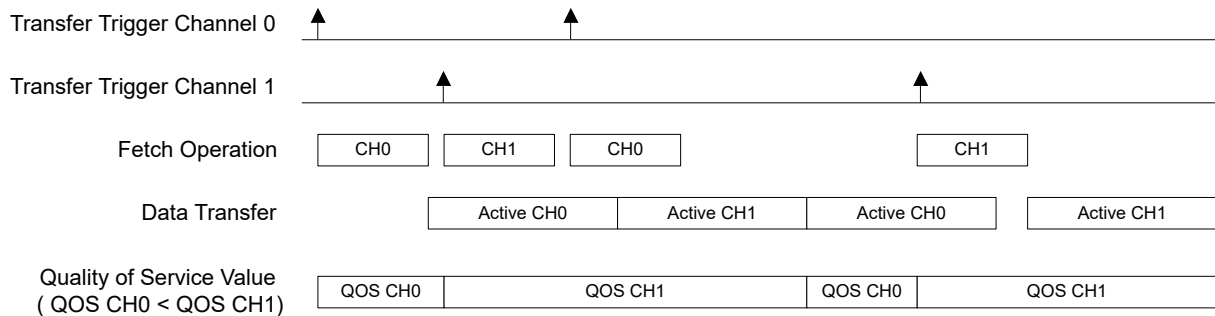 Transfer Trigger Channel 0
Transfer Trigger Channel 1
Fetch Operation
CH0
CH1
CH0
CH1
Data Transfer
Active CH0
Active CH1
Active CH0
Active CH1
Quality of Service Value
( QOS CH0 < QOS CH1)
QOS CH0
QOS CH1
QOS CH0
QOS CH1